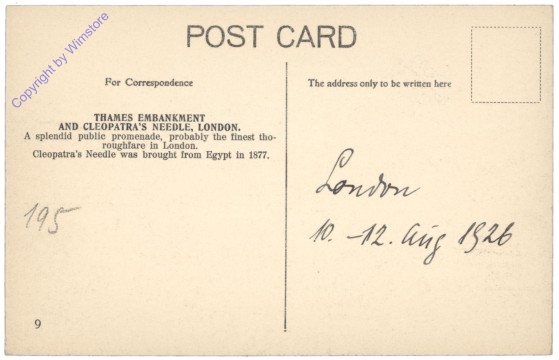 POST CARD
Copyright by Wimstore
For Correspondence
THAMES EMBANKMENT
AND CLEOPATRA'S NEEDLE, LONDON.
A splendid public promenade, probably the finest tho-
roughfare in London.
Cleopatra's Needle was brought from Egypt in 1877.
195
9
The address only to be written here
London
10. -12. Aug 1926